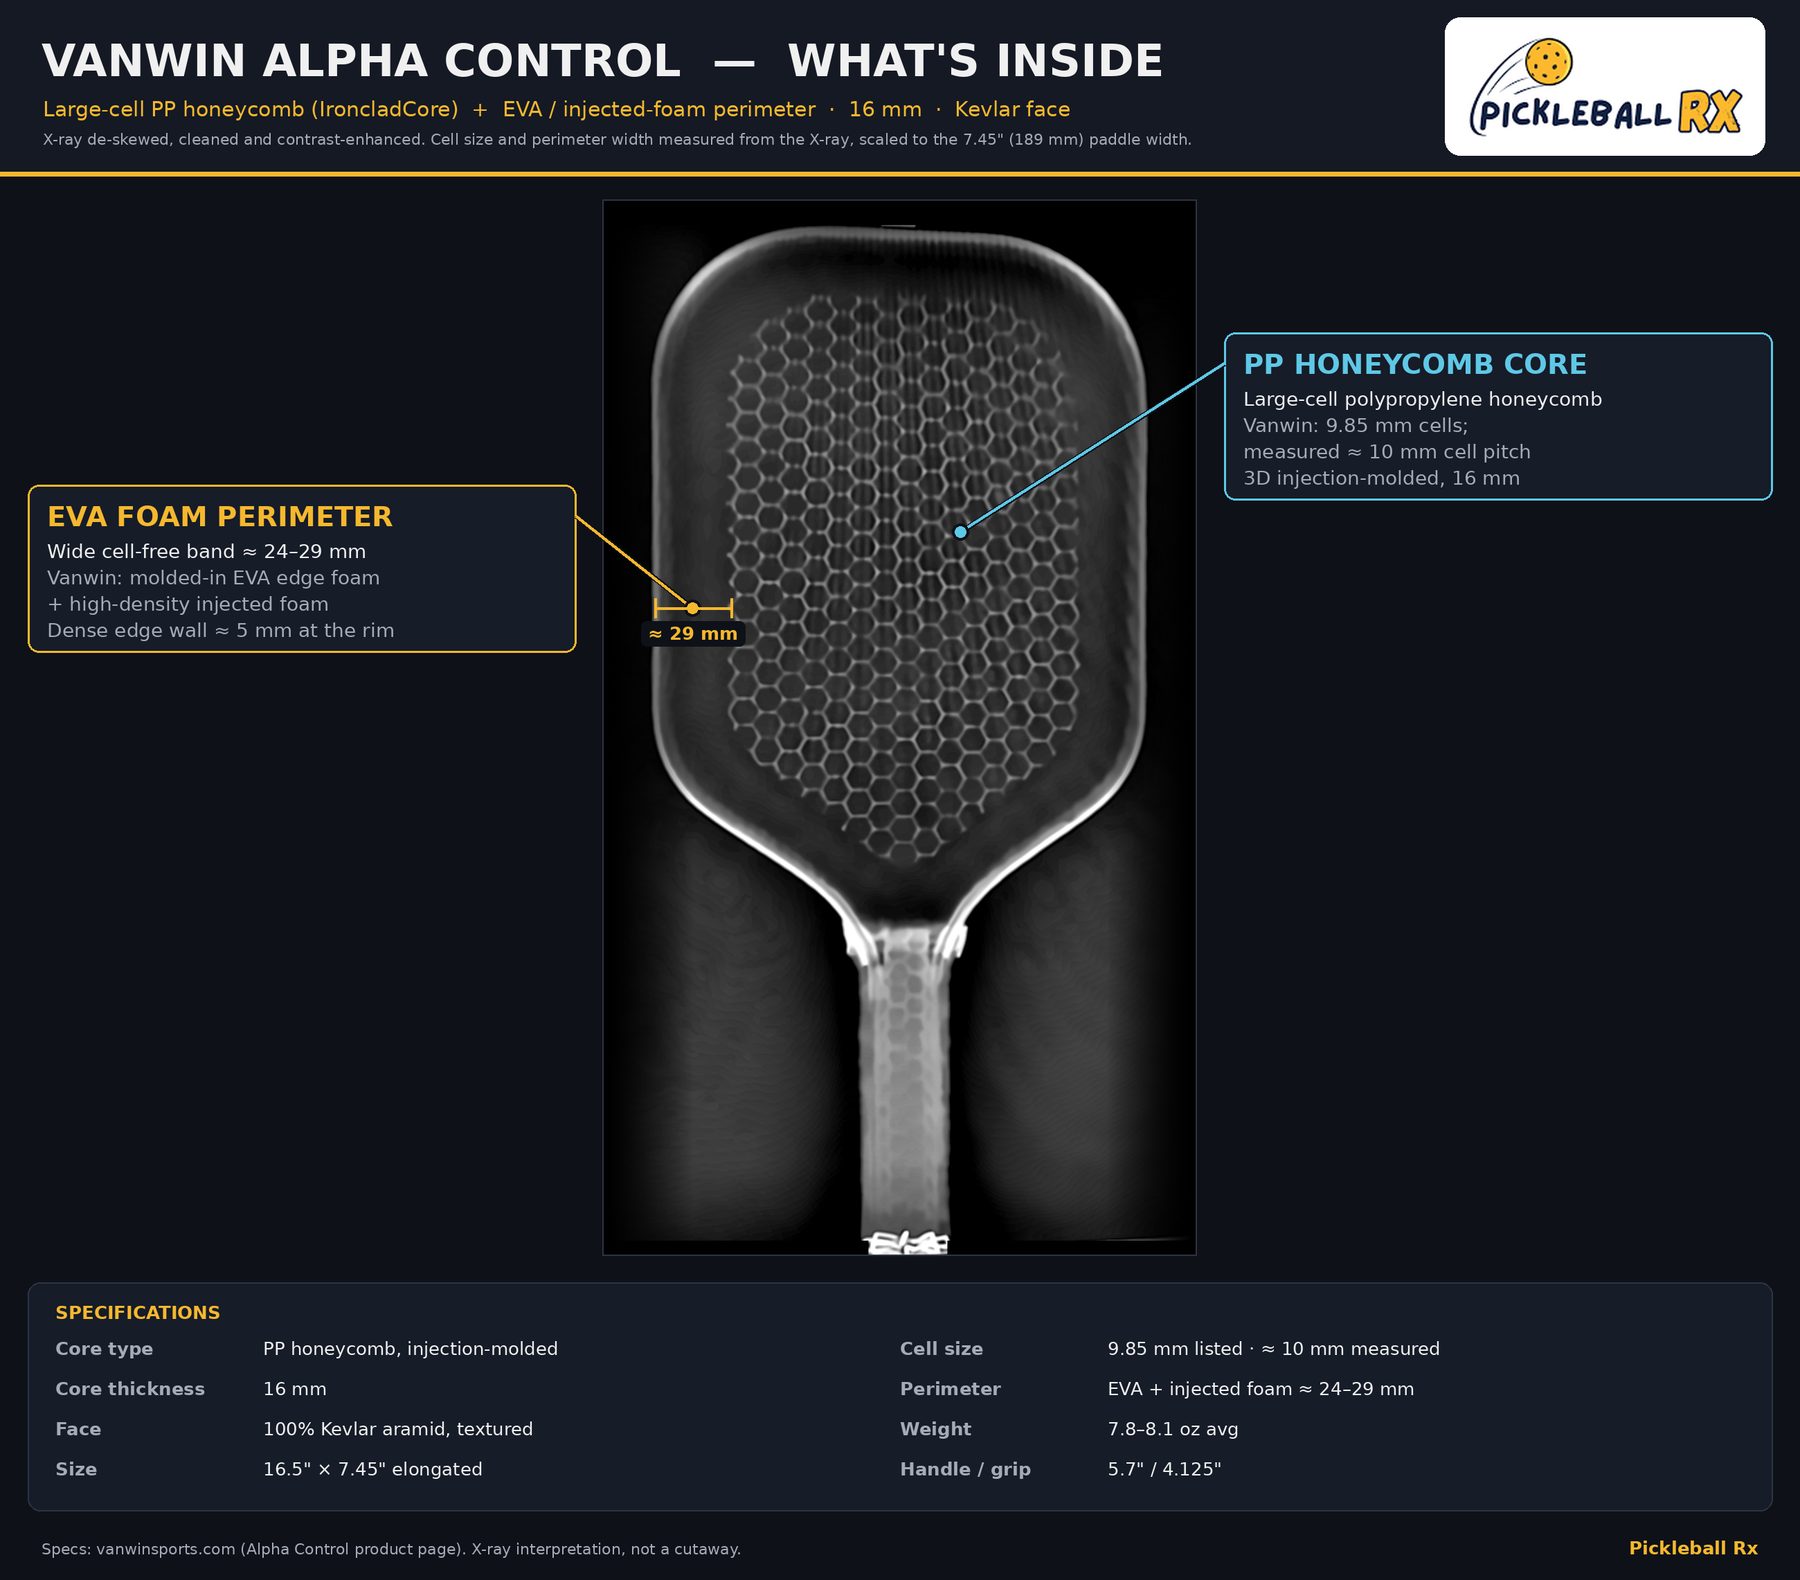 VANWIN ALPHA CONTROL — WHAT'S INSIDE
Large-cell PP honeycomb (IroncladCore) + EVA / injected-foam perimeter · 16 mm · Kevlar face
X-ray de-skewed, cleaned and contrast-enhanced. Cell size and perimeter width measured from the X-ray, scaled to the 7.45" (189 mm) paddle width.
PICKLEBALL RX
PP HONEYCOMB CORE
Large-cell polypropylene honeycomb
Vanwin: 9.85 mm cells;
measured ≈ 10 mm cell pitch
3D injection-molded, 16 mm
EVA FOAM PERIMETER
Wide cell-free band ≈ 24–29 mm
Vanwin: molded-in EVA edge foam
+ high-density injected foam
Dense edge wall ≈ 5 mm at the rim
≈ 29 mm
SPECIFICATIONS
Core type PP honeycomb, injection-molded
Core thickness 16 mm
Face 100% Kevlar aramid, textured
Size 16.5" × 7.45" elongated
Cell size 9.85 mm listed · ≈ 10 mm measured
Perimeter EVA + injected foam ≈ 24–29 mm
Weight 7.8–8.1 oz avg
Handle / grip 5.7" / 4.125"
Specs: vanwinsports.com (Alpha Control product page). X-ray interpretation, not a cutaway.
Pickleball Rx